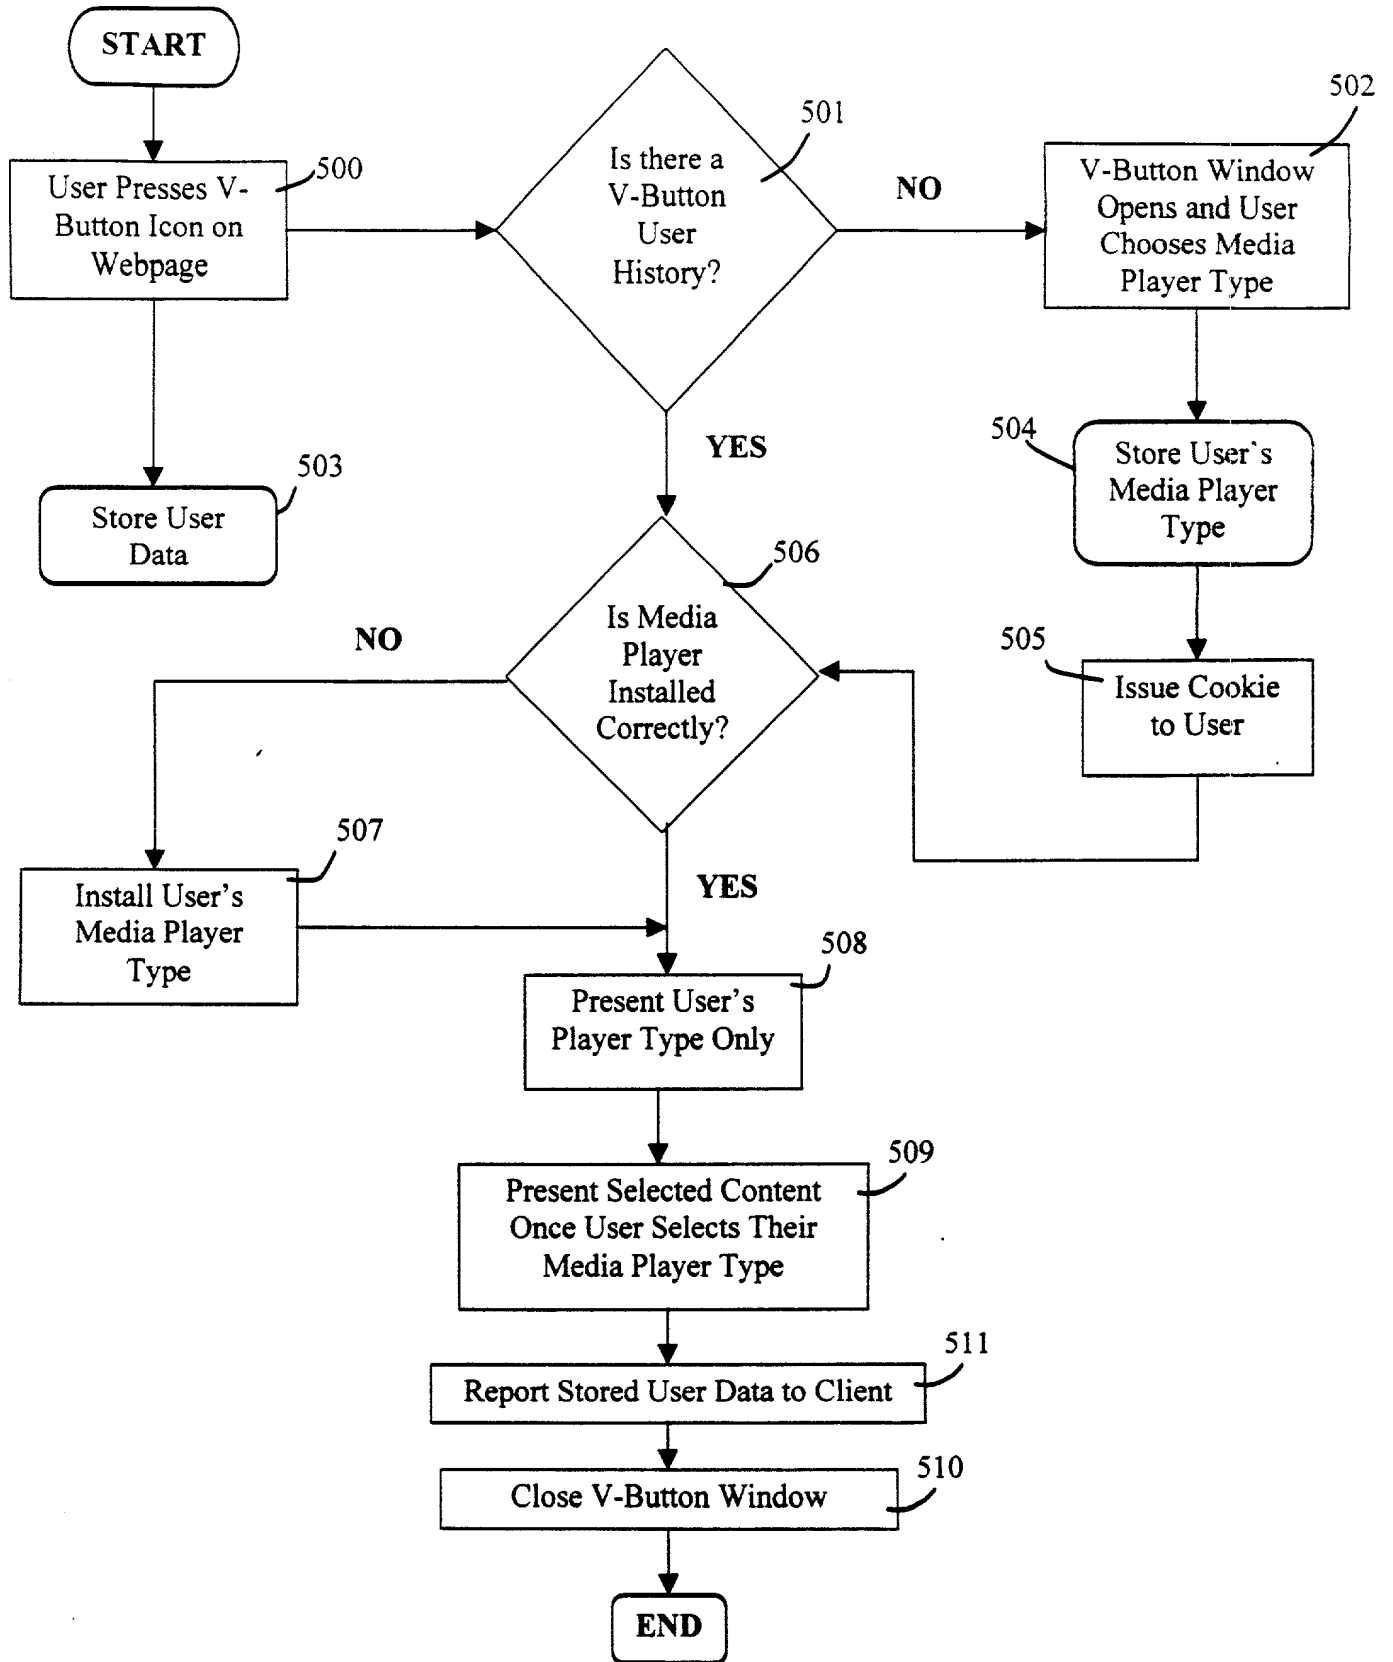 START
500
User Presses V-
Button Icon on
Webpage
501
Is there a
V-Button
User
History?
NO
502
V-Button Window
Opens and User
Chooses Media
Player Type
YES
503
Store User
Data
504
Store User`s
Media Player
Type
505
Issue Cookie
to User
506
Is Media
Player
Installed
Correctly?
NO
507
Install User's
Media Player
Type
YES
508
Present User's
Player Type Only
509
Present Selected Content
Once User Selects Their
Media Player Type
511
Report Stored User Data to Client
510
Close V-Button Window
END